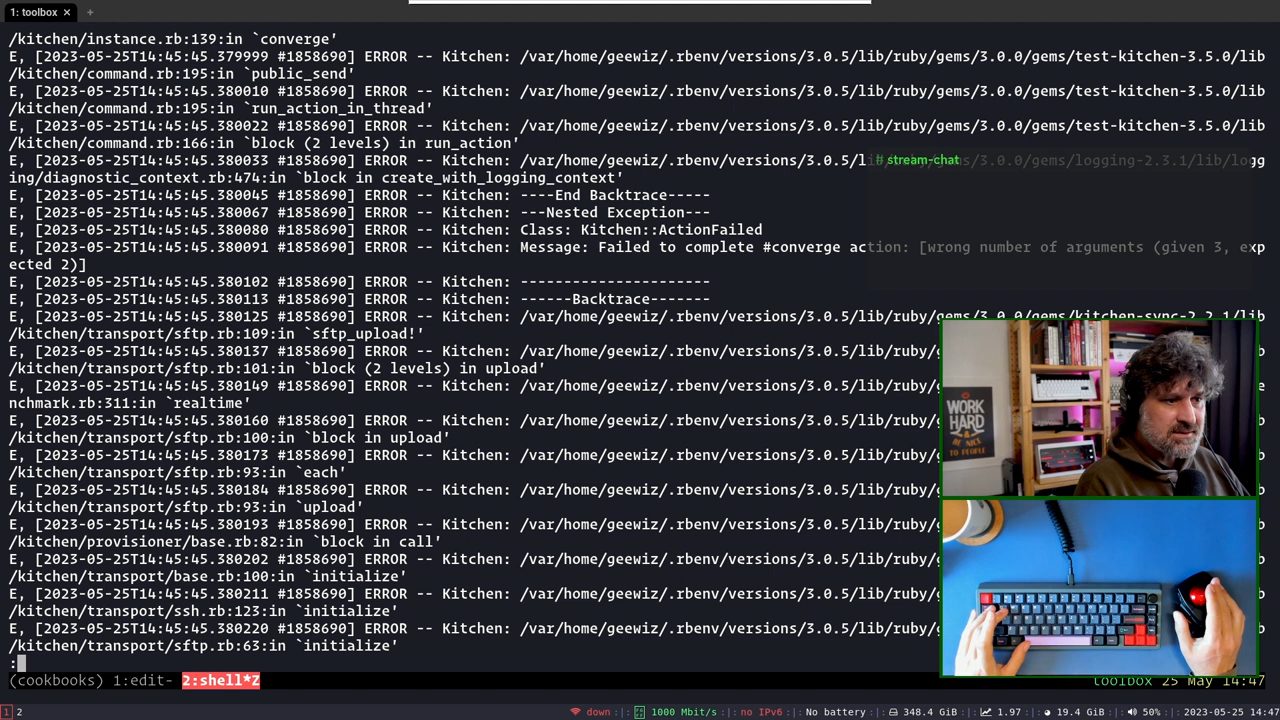 1: toolbox × +
/kitchen/instance.rb:139:in `converge'
E, [2023-05-25T14:45:45.379999 #1858690] ERROR -- Kitchen: /var/home/geewiz/.rbenv/versions/3.0.5/lib/ruby/gems/3.0.0/gems/test-kitchen-3.5.0/lib
/kitchen/command.rb:195:in `public_send'
E, [2023-05-25T14:45:45.380010 #1858690] ERROR -- Kitchen: /var/home/geewiz/.rbenv/versions/3.0.5/lib/ruby/gems/3.0.0/gems/test-kitchen-3.5.0/lib
/kitchen/command.rb:195:in `run_action_in_thread'
E, [2023-05-25T14:45:45.380022 #1858690] ERROR -- Kitchen: /var/home/geewiz/.rbenv/versions/3.0.5/lib/ruby/gems/3.0.0/gems/test-kitchen-3.5.0/lib
/kitchen/command.rb:166:in `block (2 levels) in run_action'
E, [2023-05-25T14:45:45.380033 #1858690] ERROR -- Kitchen: /var/home/geewiz/.rbenv/versions/3.0.5/lib/ruby/gems/3.0.0/gems/logging-2.3.1/lib/logg
# stream-chat
ing/diagnostic_context.rb:474:in `block in create_with_logging_context'
E, [2023-05-25T14:45:45.380045 #1858690] ERROR -- Kitchen: ----End Backtrace-----
E, [2023-05-25T14:45:45.380067 #1858690] ERROR -- Kitchen: ---Nested Exception---
E, [2023-05-25T14:45:45.380080 #1858690] ERROR -- Kitchen: Class: Kitchen::ActionFailed
E, [2023-05-25T14:45:45.380091 #1858690] ERROR -- Kitchen: Message: Failed to complete #converge action: [wrong number of arguments (given 3, exp
ected 2)]
E, [2023-05-25T14:45:45.380102 #1858690] ERROR -- Kitchen: ----------------------
E, [2023-05-25T14:45:45.380113 #1858690] ERROR -- Kitchen: ------Backtrace-------
E, [2023-05-25T14:45:45.380125 #1858690] ERROR -- Kitchen: /var/home/geewiz/.rbenv/versions/3.0.5/lib/ruby/gems/3.0.0/gems/kitchen-sync-2.2.1/lib
/kitchen/transport/sftp.rb:109:in `sftp_upload!'
E, [2023-05-25T14:45:45.380137 #1858690] ERROR -- Kitchen: /var/home/geewiz/.rbenv/versions/3.0.5/lib/ruby/g
/kitchen/transport/sftp.rb:101:in `block (2 levels) in upload'
E, [2023-05-25T14:45:45.380149 #1858690] ERROR -- Kitchen: /var/home/geewiz/.rbenv/versions/3.0.5/lib/ruby/g
nchmark.rb:311:in `realtime'
E, [2023-05-25T14:45:45.380160 #1858690] ERROR -- Kitchen: /var/home/geewiz/.rbenv/versions/3.0.5/lib/ruby/g
/kitchen/transport/sftp.rb:100:in `block in upload'
E, [2023-05-25T14:45:45.380173 #1858690] ERROR -- Kitchen: /var/home/geewiz/.rbenv/versions/3.0.5/lib/ruby/g
/kitchen/transport/sftp.rb:93:in `each'
E, [2023-05-25T14:45:45.380184 #1858690] ERROR -- Kitchen: /var/home/geewiz/.rbenv/versions/3.0.5/lib/ruby/g
/kitchen/transport/sftp.rb:93:in `upload'
E, [2023-05-25T14:45:45.380193 #1858690] ERROR -- Kitchen: /var/home/geewiz/.rbenv/versions/3.0.5/lib/ruby/g
/kitchen/provisioner/base.rb:82:in `block in call'
E, [2023-05-25T14:45:45.380202 #1858690] ERROR -- Kitchen: /var/home/geewiz/.rbenv/versions/3.0.5/lib/ruby/g
/kitchen/transport/base.rb:100:in `initialize'
E, [2023-05-25T14:45:45.380211 #1858690] ERROR -- Kitchen: /var/home/geewiz/.rbenv/versions/3.0.5/lib/ruby/g
/kitchen/transport/ssh.rb:123:in `initialize'
E, [2023-05-25T14:45:45.380220 #1858690] ERROR -- Kitchen: /var/home/geewiz/.rbenv/versions/3.0.5/lib/ruby/g
/kitchen/transport/sftp.rb:63:in `initialize'
:
WORK
HARD
& BE NICE
TO PEOPLE
(cookbooks) 1:edit- 2:shell*Z toolbox 25 May 14:47
1 2 down :|: 1000 Mbit/s :|: no IPv6 :|: No battery :|: 348.4 GiB :|: 1.97 :|: 19.4 GiB :|: 50% :|: 2023-05-25 14:47